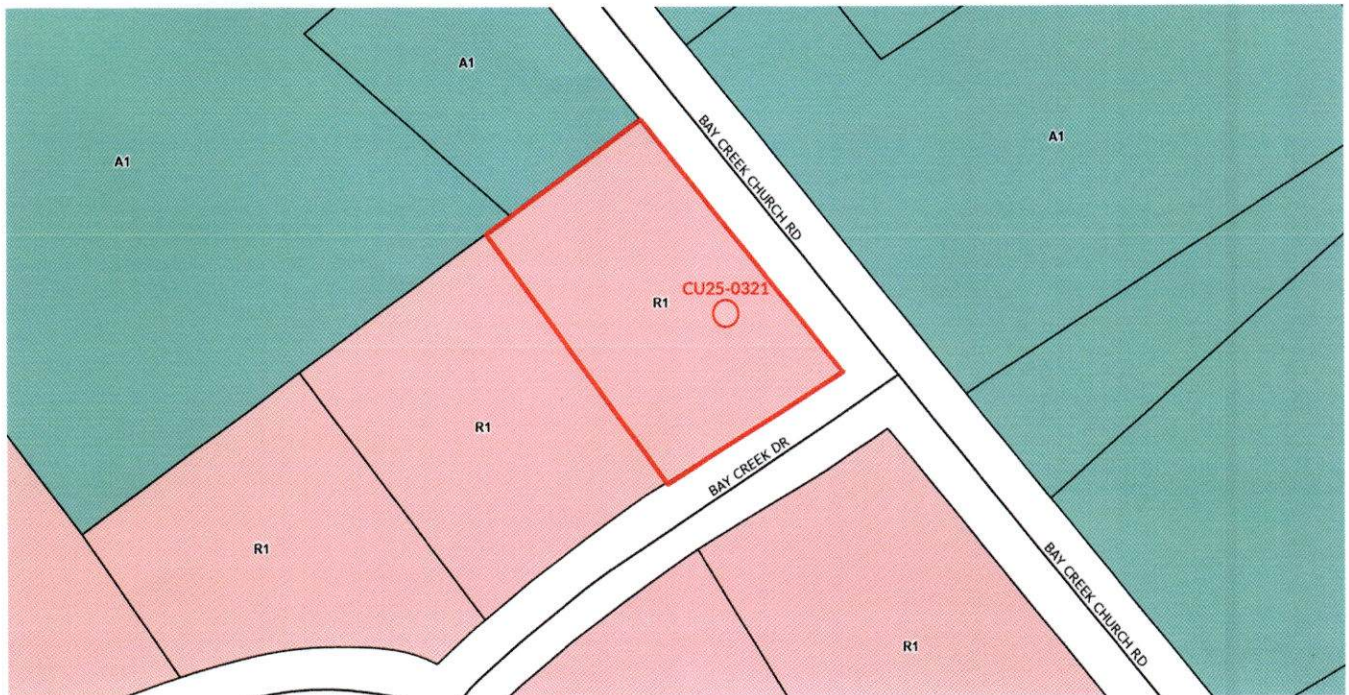 A1
A1
BAY CREEK CHURCH RD
A1
CU25-0321
R1
R1
BAY CREEK DR
R1
BAY CREEK CHURCH RD
R1